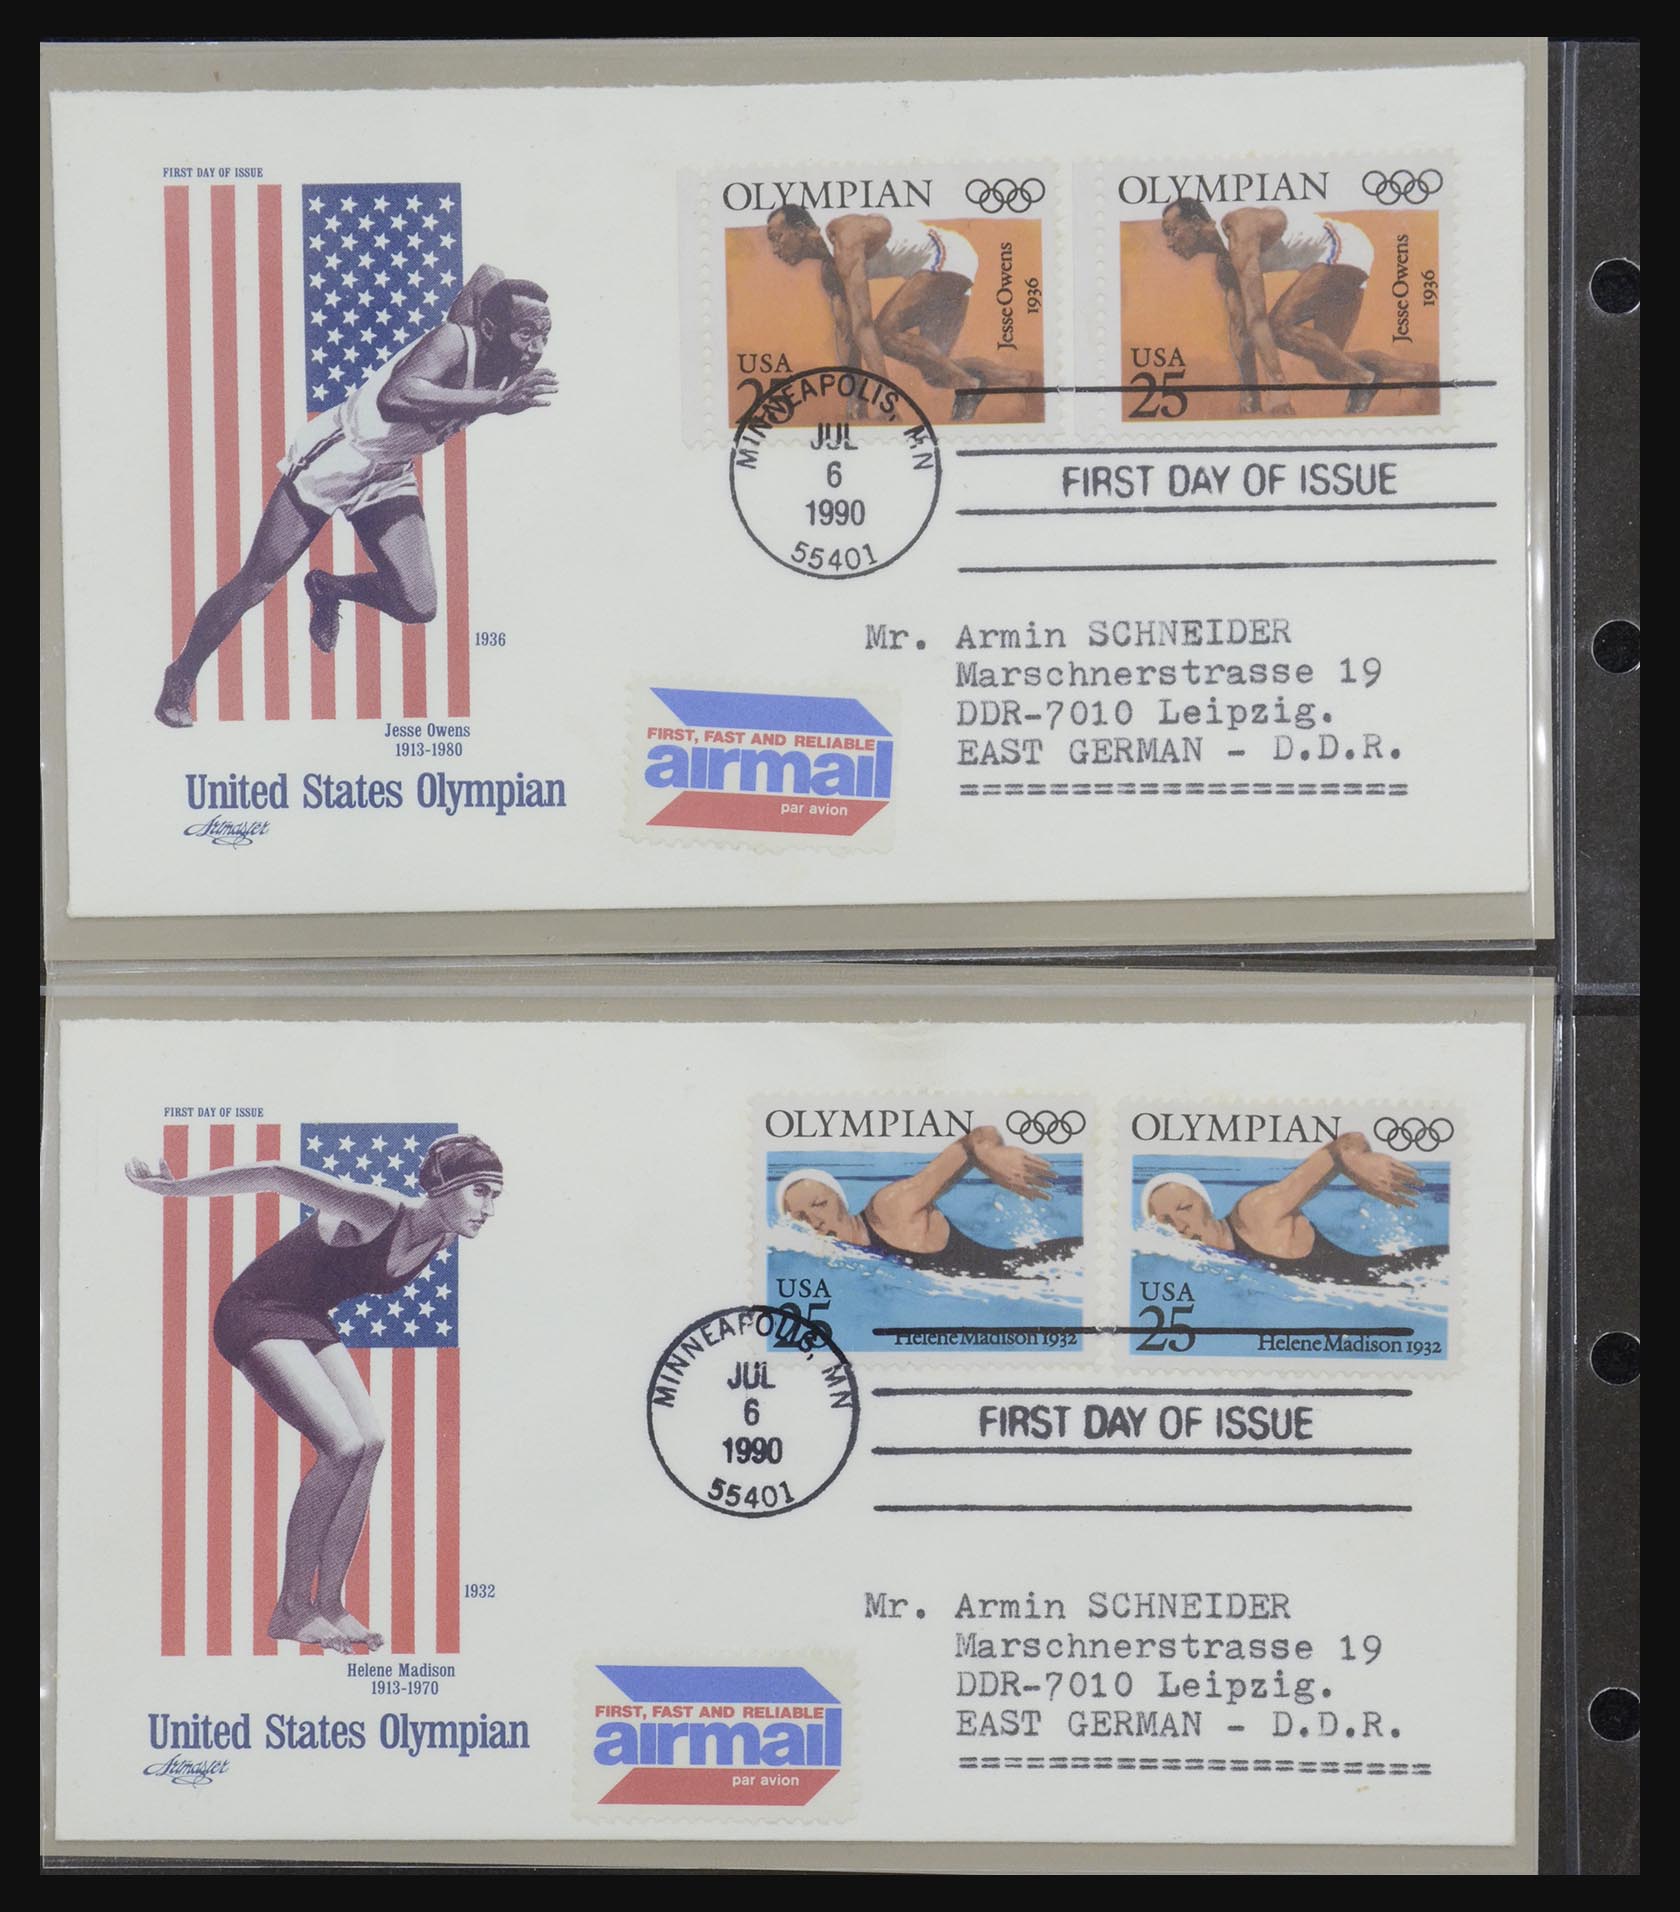 FIRST DAY OF ISSUE
OLYMPIAN
Jesse Owens
1936
USA
25
OLYMPIAN
Jesse Owens
1936
USA
25
MINNEAPOLIS, MN
JUL
6
1990
55401
FIRST DAY OF ISSUE
1936
Jesse Owens
1913-1980
United States Olympian
Artmaster
FIRST, FAST AND RELIABLE
airmail
par avion
Mr. Armin SCHNEIDER
Marschnerstrasse 19
DDR-7010 Leipzig.
EAST GERMAN - D.D.R.
======================
FIRST DAY OF ISSUE
OLYMPIAN
USA
25
Helene Madison 1932
OLYMPIAN
USA
25
Helene Madison 1932
MINNEAPOLIS, MN
JUL
6
1990
55401
FIRST DAY OF ISSUE
1932
Helene Madison
1913-1970
United States Olympian
Artmaster
FIRST, FAST AND RELIABLE
airmail
par avion
Mr. Armin SCHNEIDER
Marschnerstrasse 19
DDR-7010 Leipzig.
EAST GERMAN - D.D.R.
=======================